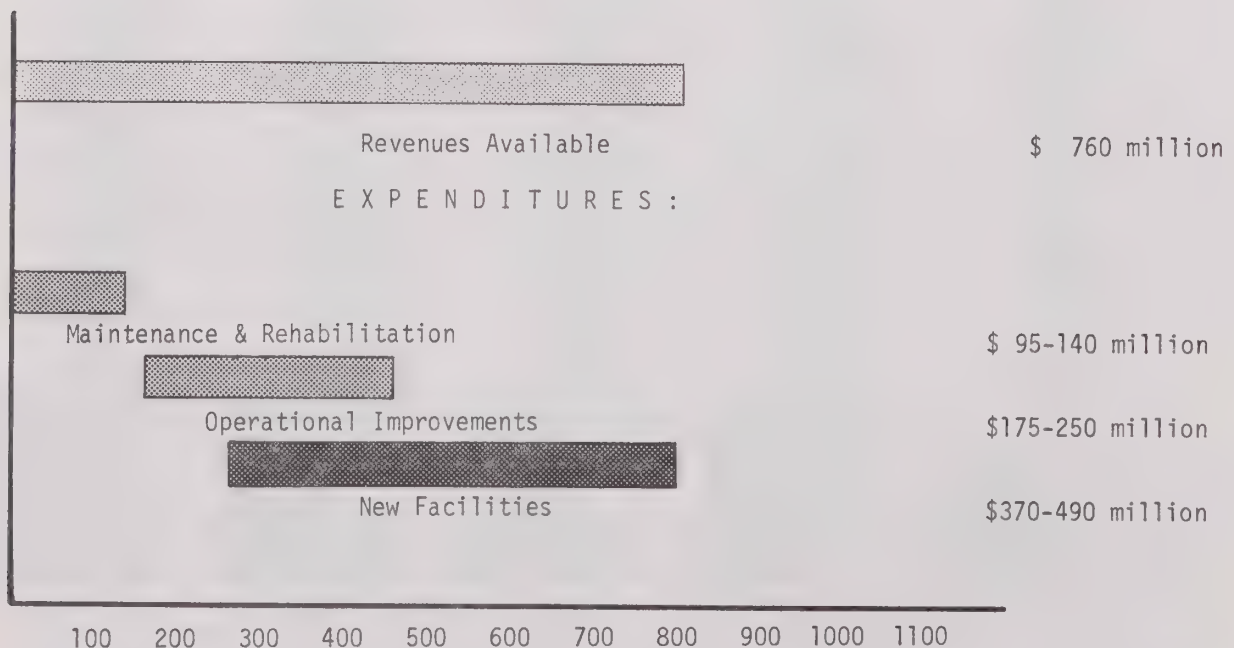 Revenues Available $ 760 million
E X P E N D I T U R E S :
Maintenance & Rehabilitation $ 95-140 million
Operational Improvements $175-250 million
New Facilities $370-490 million
100 200 300 400 500 600 700 800 900 1000 1100